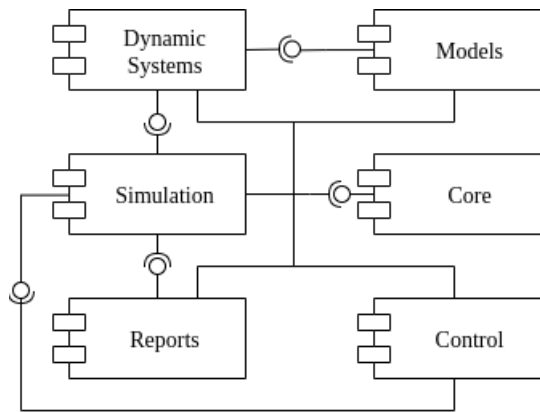 Dynamic
Systems
Models
Simulation
Core
Reports
Control